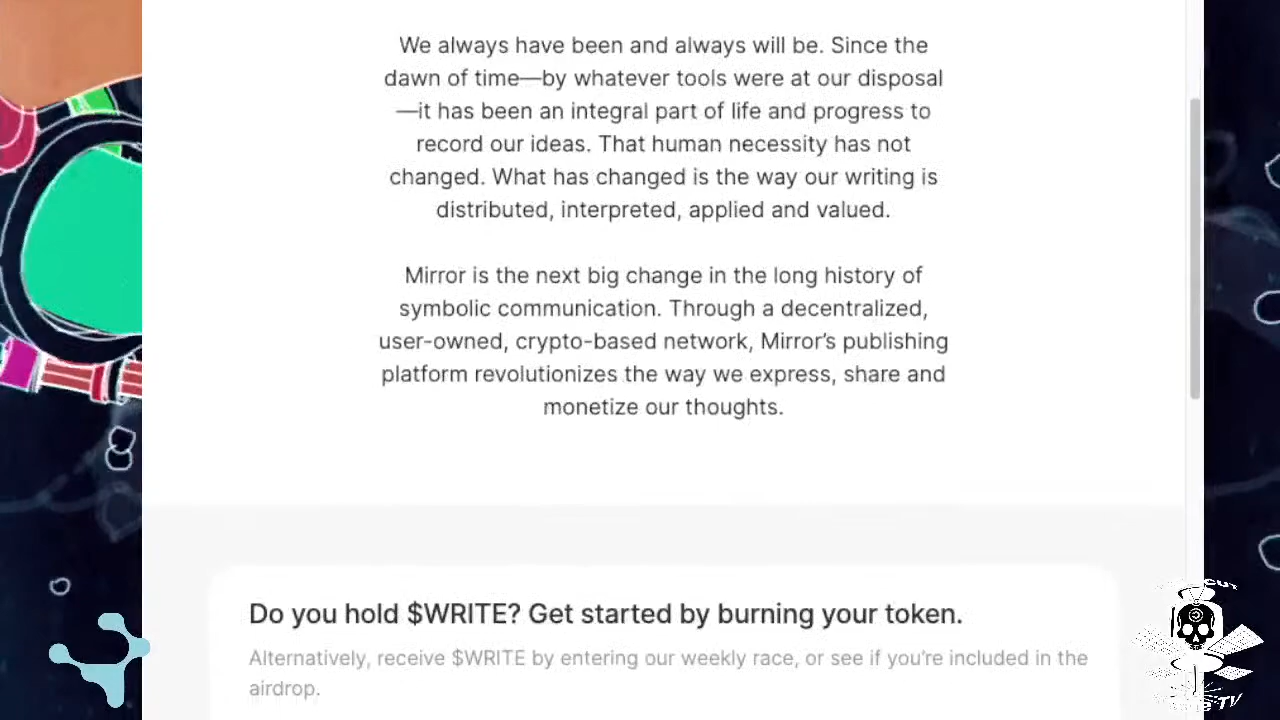 We always have been and always will be. Since the
dawn of time—by whatever tools were at our disposal
—it has been an integral part of life and progress to
record our ideas. That human necessity has not
changed. What has changed is the way our writing is
distributed, interpreted, applied and valued.
Mirror is the next big change in the long history of
symbolic communication. Through a decentralized,
user-owned, crypto-based network, Mirror’s publishing
platform revolutionizes the way we express, share and
monetize our thoughts.
Do you hold $WRITE? Get started by burning your token.
Alternatively, receive $WRITE by entering our weekly race, or see if you’re included in the
airdrop.